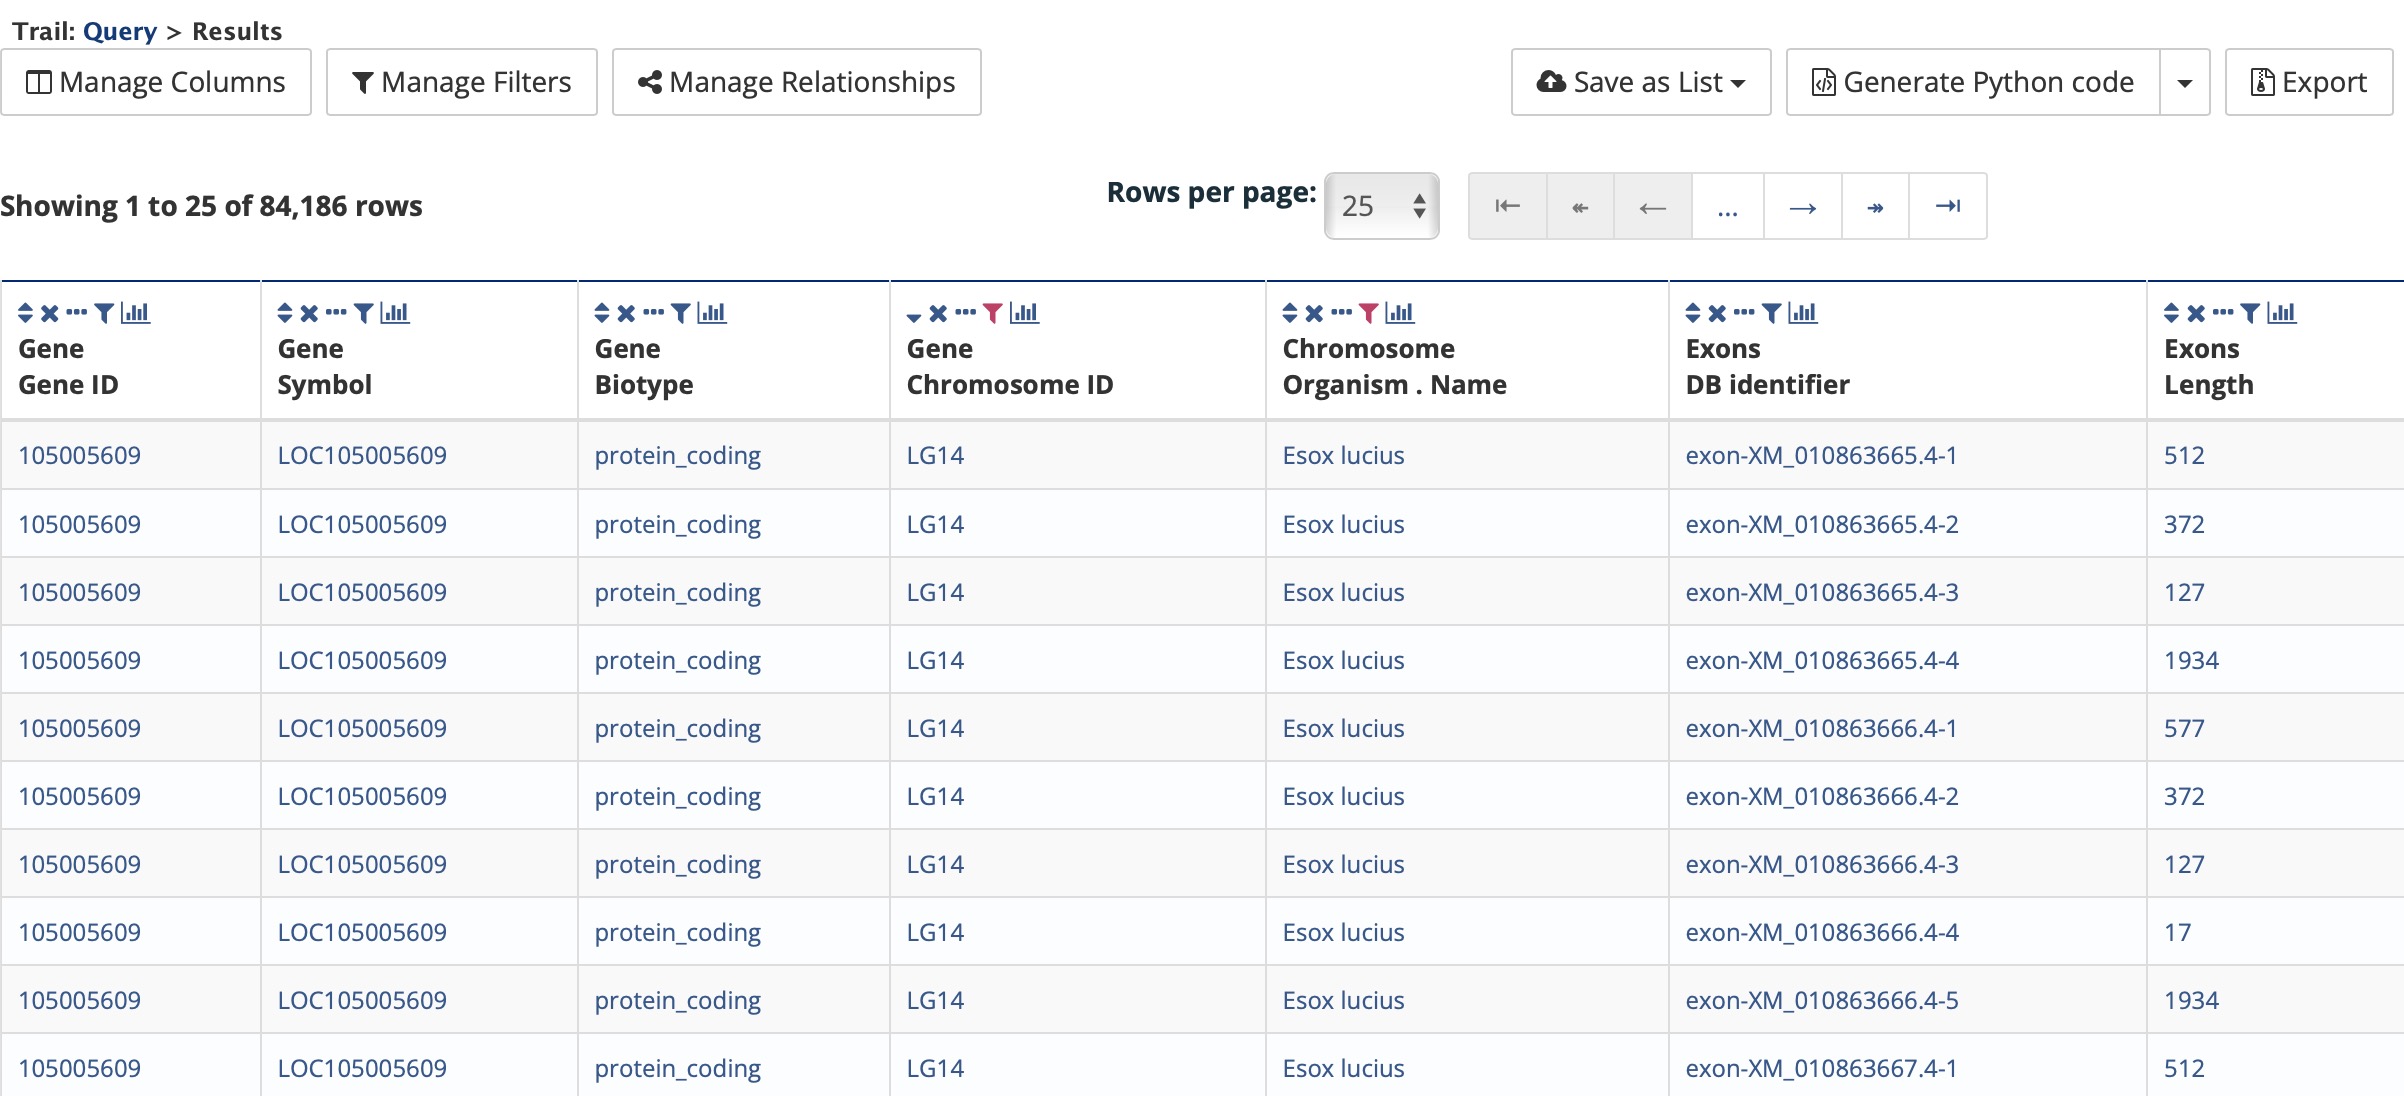 Trail: Query > Results
Manage Columns Manage Filters Manage Relationships Save as List Generate Python code Export
Showing 1 to 25 of 84,186 rows Rows per page: 25 ...
Gene Gene Gene Gene Chromosome Exons Exons
Gene ID Symbol Biotype Chromosome ID Organism . Name DB identifier Length
105005609 LOC105005609 protein_coding LG14 Esox lucius exon-XM_010863665.4-1 512
105005609 LOC105005609 protein_coding LG14 Esox lucius exon-XM_010863665.4-2 372
105005609 LOC105005609 protein_coding LG14 Esox lucius exon-XM_010863665.4-3 127
105005609 LOC105005609 protein_coding LG14 Esox lucius exon-XM_010863665.4-4 1934
105005609 LOC105005609 protein_coding LG14 Esox lucius exon-XM_010863666.4-1 577
105005609 LOC105005609 protein_coding LG14 Esox lucius exon-XM_010863666.4-2 372
105005609 LOC105005609 protein_coding LG14 Esox lucius exon-XM_010863666.4-3 127
105005609 LOC105005609 protein_coding LG14 Esox lucius exon-XM_010863666.4-4 17
105005609 LOC105005609 protein_coding LG14 Esox lucius exon-XM_010863666.4-5 1934
105005609 LOC105005609 protein_coding LG14 Esox lucius exon-XM_010863667.4-1 512